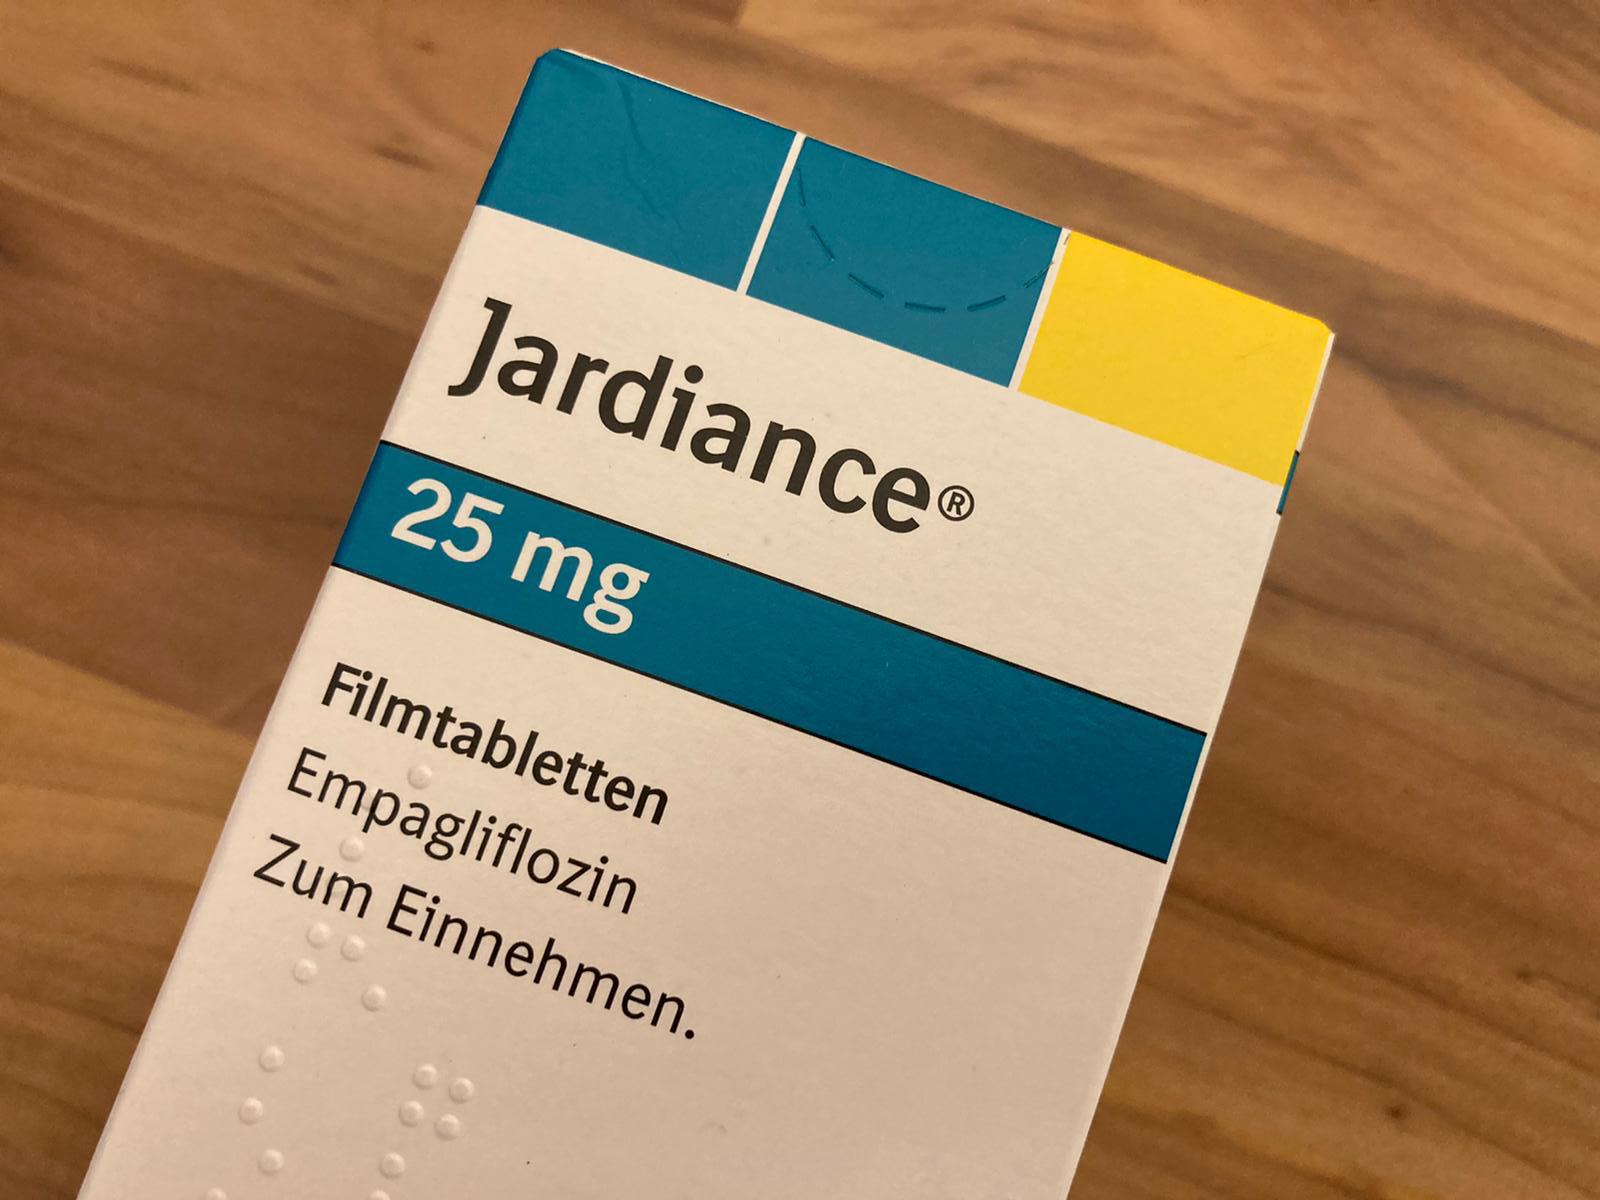 Jardiance®
25 mg
Filmtabletten
Empagliflozin
Zum Einnehmen.